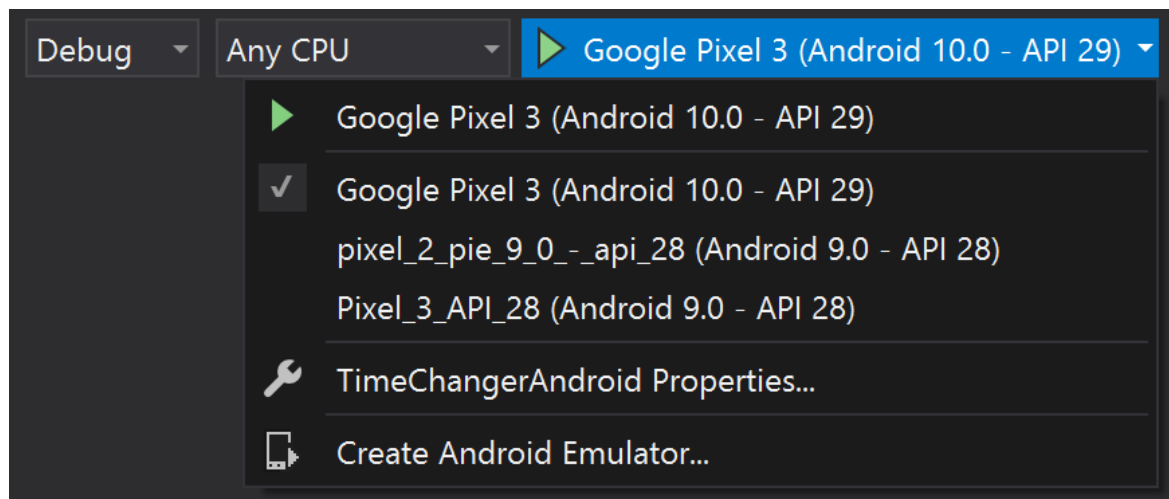 Debug Any CPU Google Pixel 3 (Android 10.0 - API 29)
Google Pixel 3 (Android 10.0 - API 29)
Google Pixel 3 (Android 10.0 - API 29)
pixel_2_pie_9_0_-_api_28 (Android 9.0 - API 28)
Pixel_3_API_28 (Android 9.0 - API 28)
TimeChangerAndroid Properties...
Create Android Emulator...